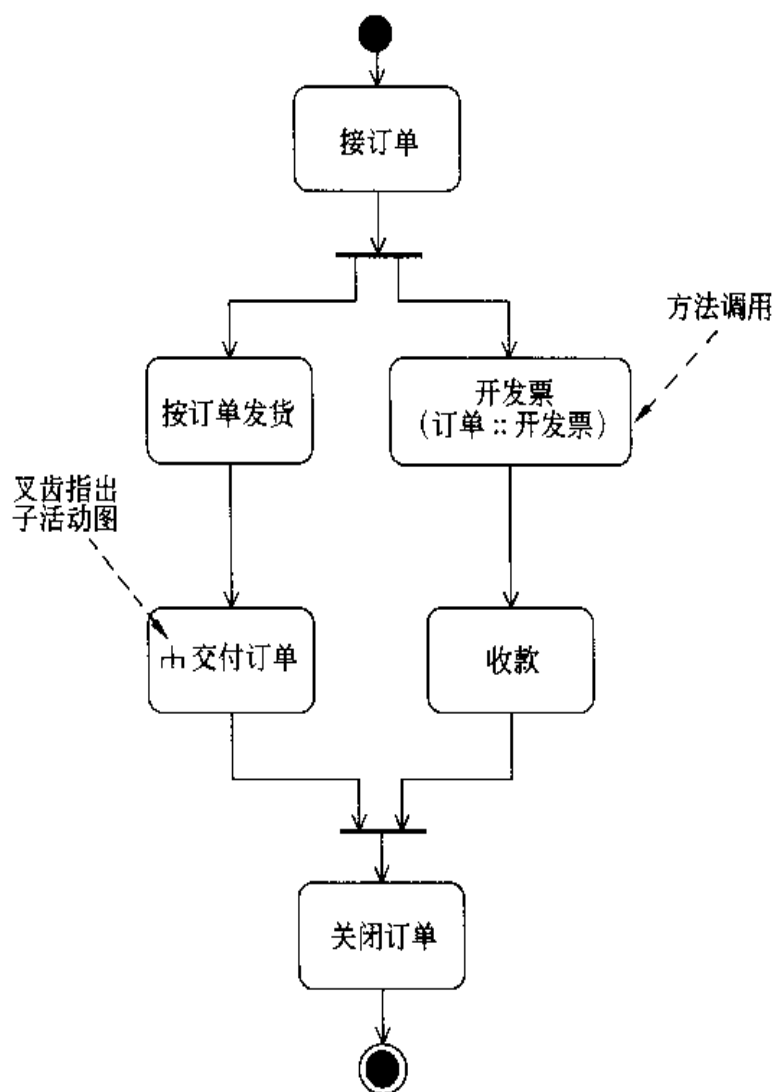 接订单
方法调用
按订单发货
开发票
(订单 :: 开发票)
叉齿指出
子活动图
交付订单
收款
关闭订单